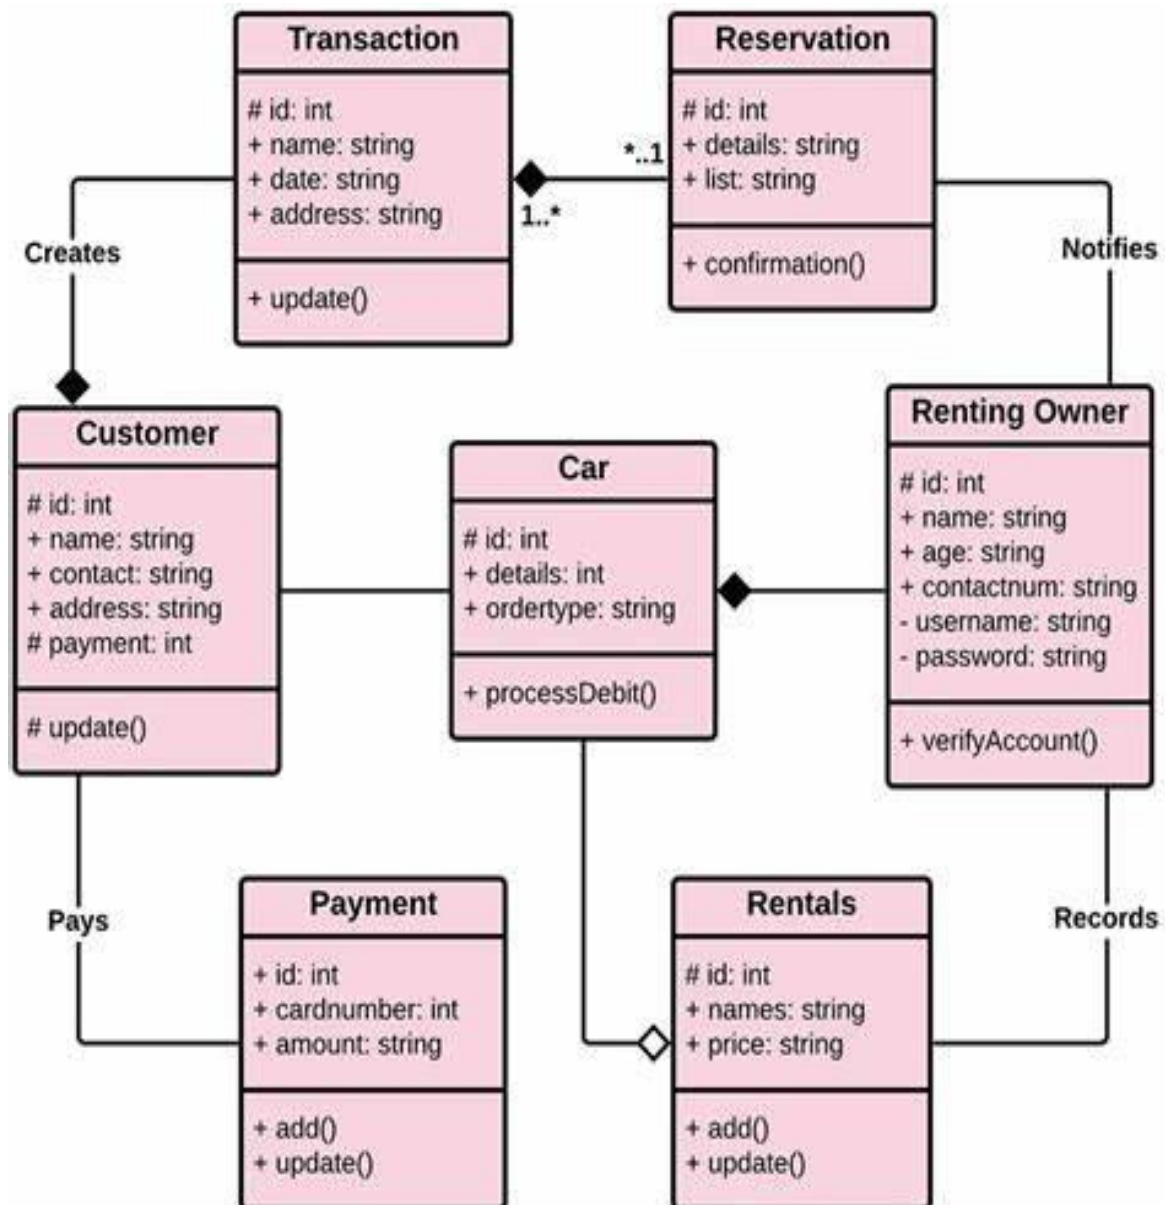 Transaction
# id: int
+ name: string
+ date: string
+ address: string
+ update()
*..1
1..*
Reservation
# id: int
+ details: string
+ list: string
+ confirmation()
Creates
Notifies
Customer
# id: int
+ name: string
+ contact: string
+ address: string
# payment: int
# update()
Car
# id: int
+ details: int
+ ordertype: string
+ processDebit()
Renting Owner
# id: int
+ name: string
+ age: string
+ contactnum: string
- username: string
- password: string
+ verifyAccount()
Pays
Payment
+ id: int
+ cardnumber: int
+ amount: string
+ add()
+ update()
Rentals
# id: int
+ names: string
+ price: string
+ add()
+ update()
Records